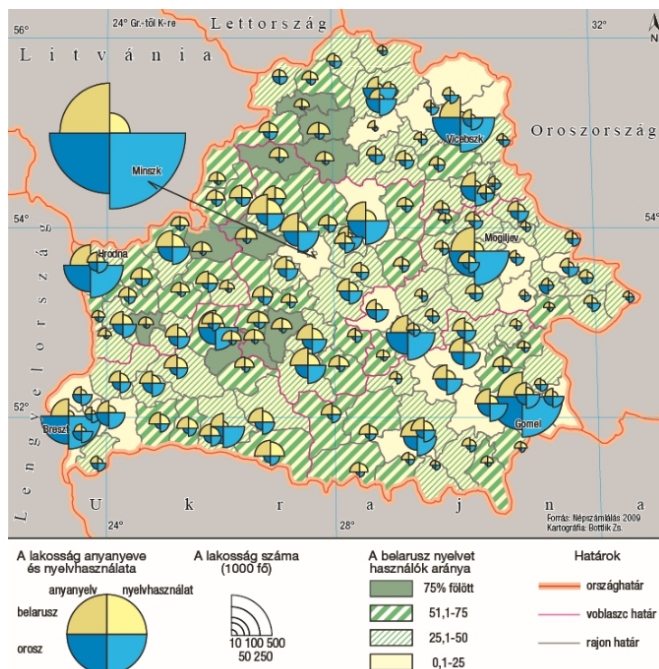 56°
24° Gr.-től K-re
Lettország
32°
N
Litvánia
Oroszország
Vicebszk
Minszk
54°
54
Mogiljev
Hrodna
Lengyelország
52°
52
Breszt
Gomel
Ukrajna
24°
28°
Forrás: Népszámlálás 2009
Kartográfia: Bottlik Zs.
A lakosság anyanyeve
és nyelvhasználata
anyanyelv
nyelvhasználat
belarusz
orosz
A lakosság száma
(1000 fő)
10 100 500
50 250
A belarusz nyelvet
használók aránya
75% fölött
51,1-75
25,1-50
0,1-25
Határok
országhatár
voblaszc határ
rajon határ